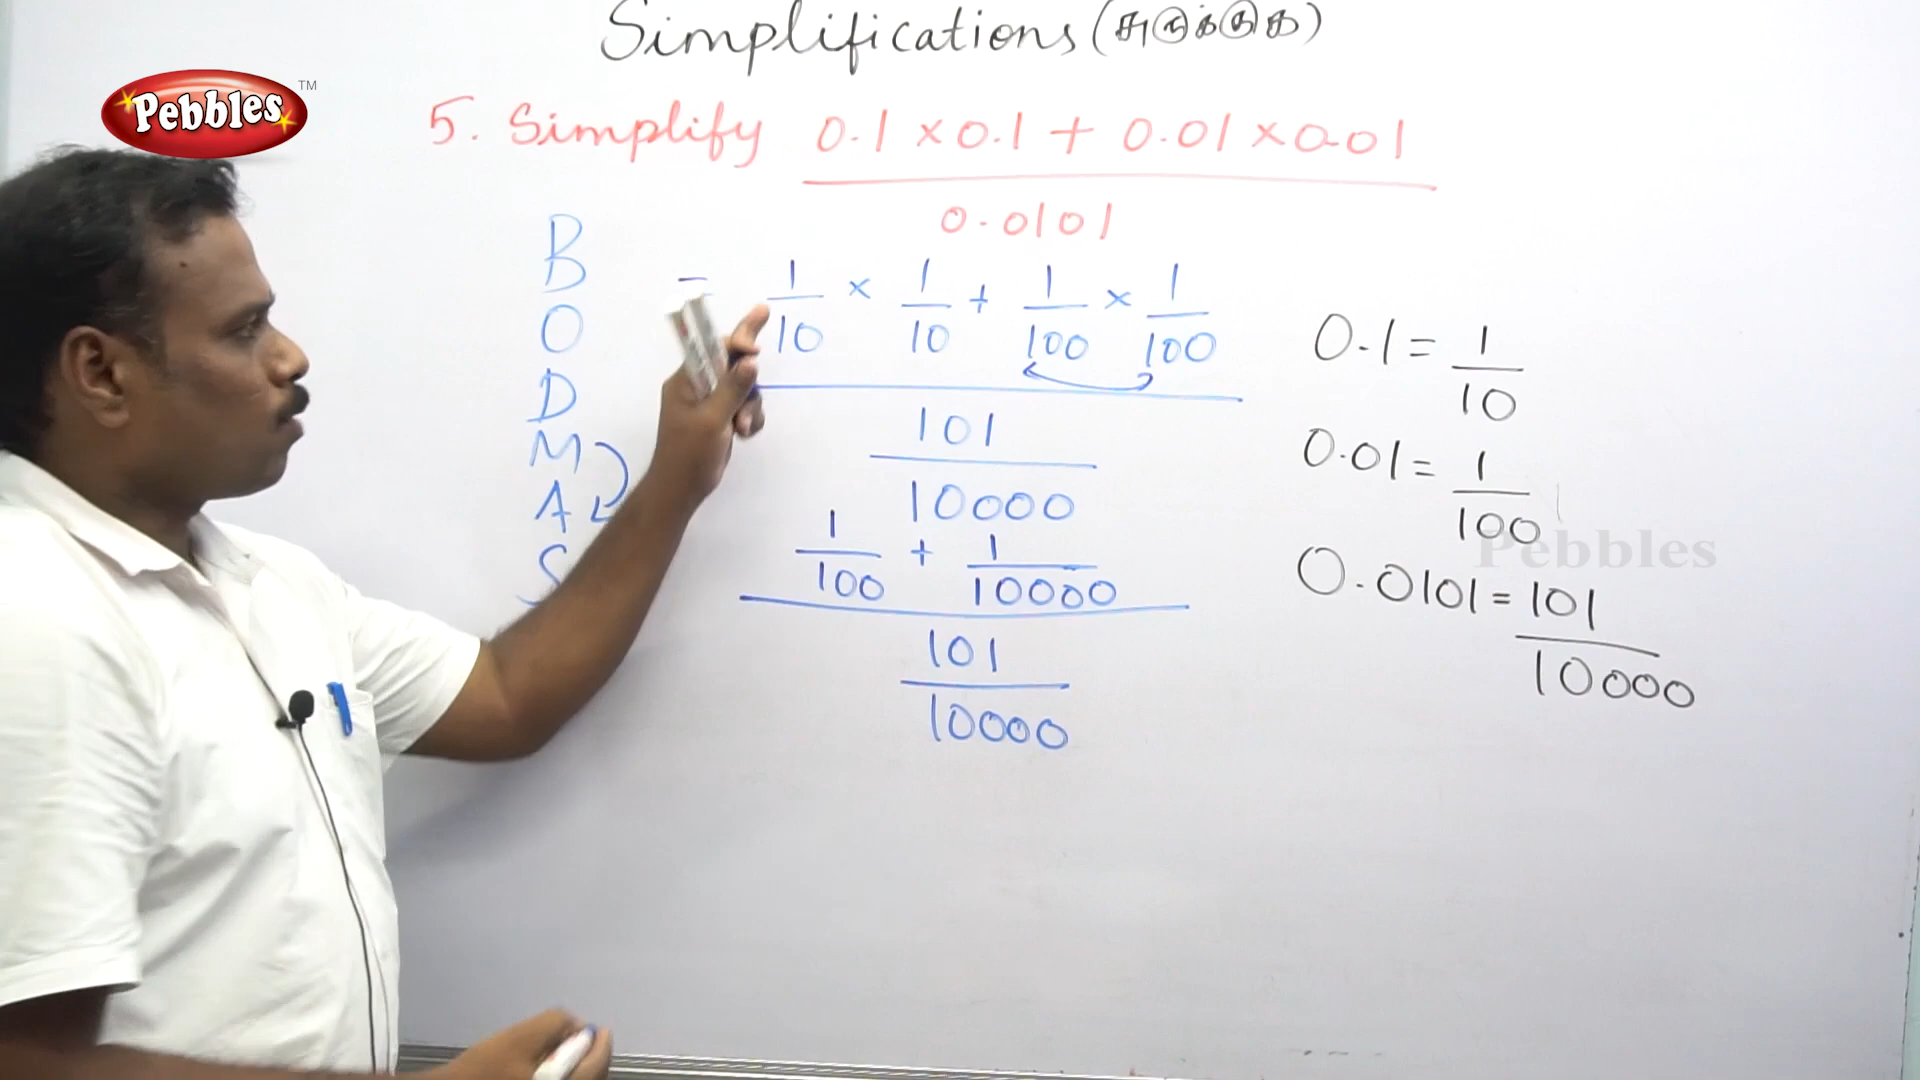 Simplifications (சுருக்குக)
Pebbles TM
5. Simplify 0.1 × 0.1 + 0.01 × 0.01
0.0101
B
O
D
M
A
S
= 1/10 × 1/10 + 1/100 × 1/100
101/10000
1/100 + 1/10000
101/10000
0.1 = 1/10
0.01 = 1/100
0.0101 = 101/10000
Pebbles